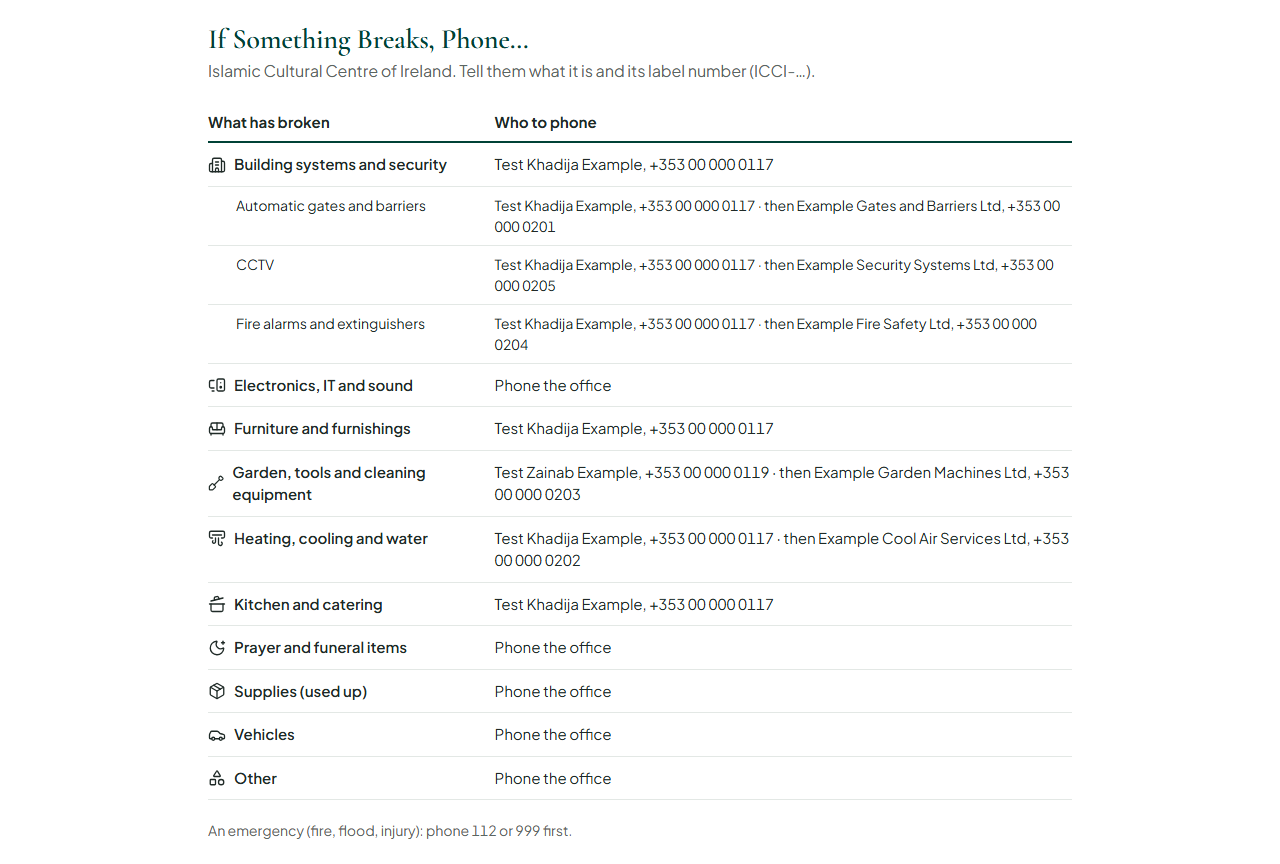 If Something Breaks, Phone...
Islamic Cultural Centre of Ireland. Tell them what it is and its label number (ICCI-...).
What has broken Who to phone
Building systems and security Test Khadija Example, +353 00 000 0117
Automatic gates and barriers Test Khadija Example, +353 00 000 0117 · then Example Gates and Barriers Ltd, +353 00
000 0201
CCTV Test Khadija Example, +353 00 000 0117 · then Example Security Systems Ltd, +353 00
000 0205
Fire alarms and extinguishers Test Khadija Example, +353 00 000 0117 · then Example Fire Safety Ltd, +353 00 000
0204
Electronics, IT and sound Phone the office
Furniture and furnishings Test Khadija Example, +353 00 000 0117
Garden, tools and cleaning Test Zainab Example, +353 00 000 0119 · then Example Garden Machines Ltd, +353
equipment 00 000 0203
Heating, cooling and water Test Khadija Example, +353 00 000 0117 · then Example Cool Air Services Ltd, +353
00 000 0202
Kitchen and catering Test Khadija Example, +353 00 000 0117
Prayer and funeral items Phone the office
Supplies (used up) Phone the office
Vehicles Phone the office
Other Phone the office
An emergency (fire, flood, injury): phone 112 or 999 first.